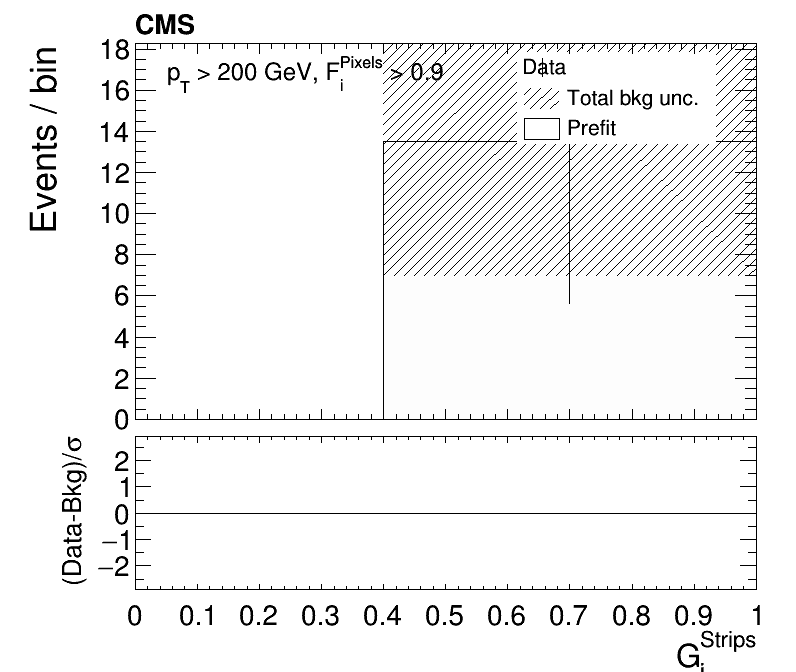 CMS
p_T > 200 GeV, F_i^Pixels > 0.9
Data
Total bkg unc.
Prefit
Events / bin
18
16
14
12
10
8
6
4
2
0
(Data-Bkg)/σ
2
1
0
−1
−2
0 0.1 0.2 0.3 0.4 0.5 0.6 0.7 0.8 0.9 1
G_i^Strips